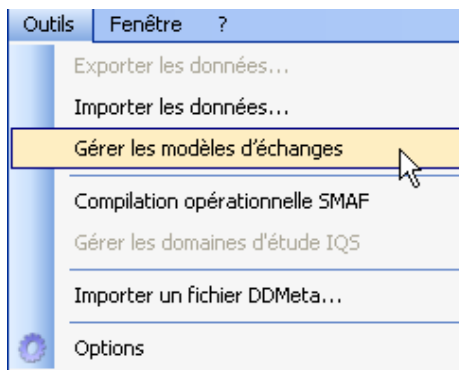 Outils Fenêtre ?
Exporter les données...
Importer les données...
Gérer les modèles d'échanges
Compilation opérationnelle SMAF
Gérer les domaines d'étude IQS
Importer un fichier DDMeta...
Options